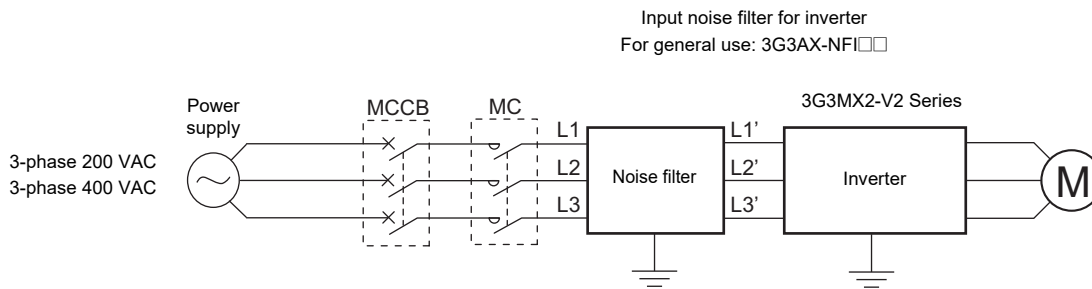 Input noise filter for inverter
For general use: 3G3AX-NFI□□
Power
supply
MCCB
MC
3G3MX2-V2 Series
3-phase 200 VAC
3-phase 400 VAC
L1
L2
L3
Noise filter
L1’
L2’
L3’
Inverter
M